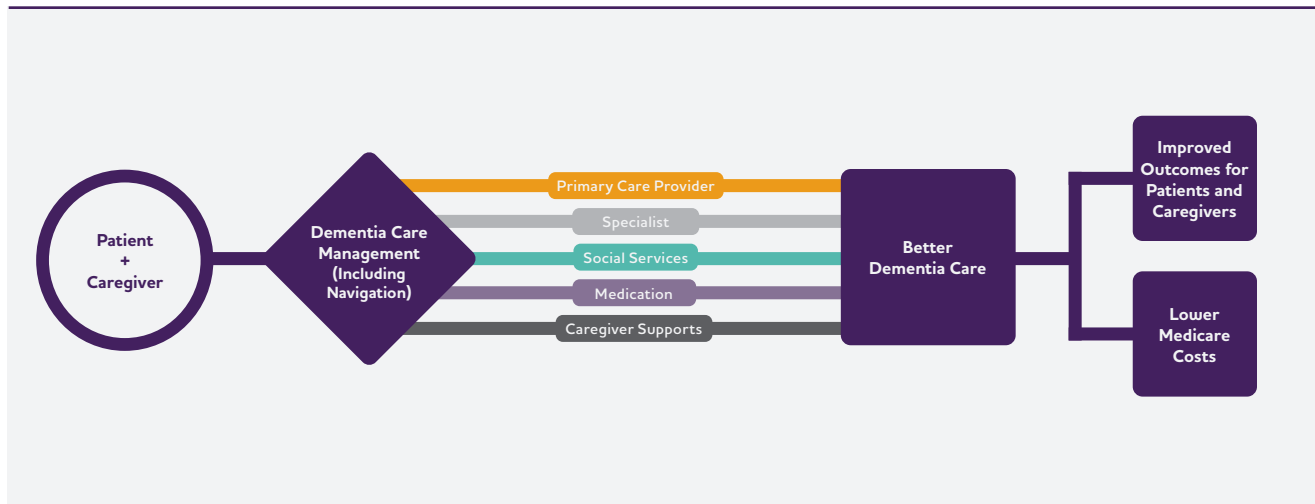 Patient
+
Caregiver
Dementia Care
Management
(Including
Navigation)
Primary Care Provider
Specialist
Social Services
Medication
Caregiver Supports
Better
Dementia Care
Improved
Outcomes for
Patients and
Caregivers
Lower
Medicare
Costs